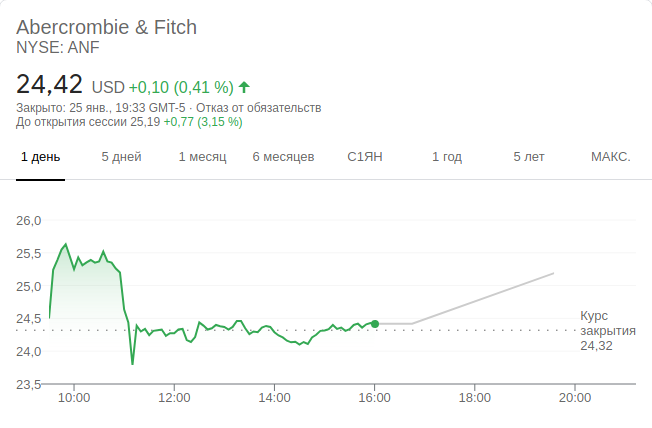 Abercrombie & Fitch
NYSE: ANF
24,42 USD +0,10 (0,41 %)
Закрыто: 25 янв., 19:33 GMT-5 · Отказ от обязательств
До открытия сессии 25,19 +0,77 (3,15 %)
1 день 5 дней 1 месяц 6 месяцев С1ЯН 1 год 5 лет МАКС.
26,0
25,5
25,0
24,5
24,0
23,5
Курс
закрытия
24,32
10:00 12:00 14:00 16:00 18:00 20:00